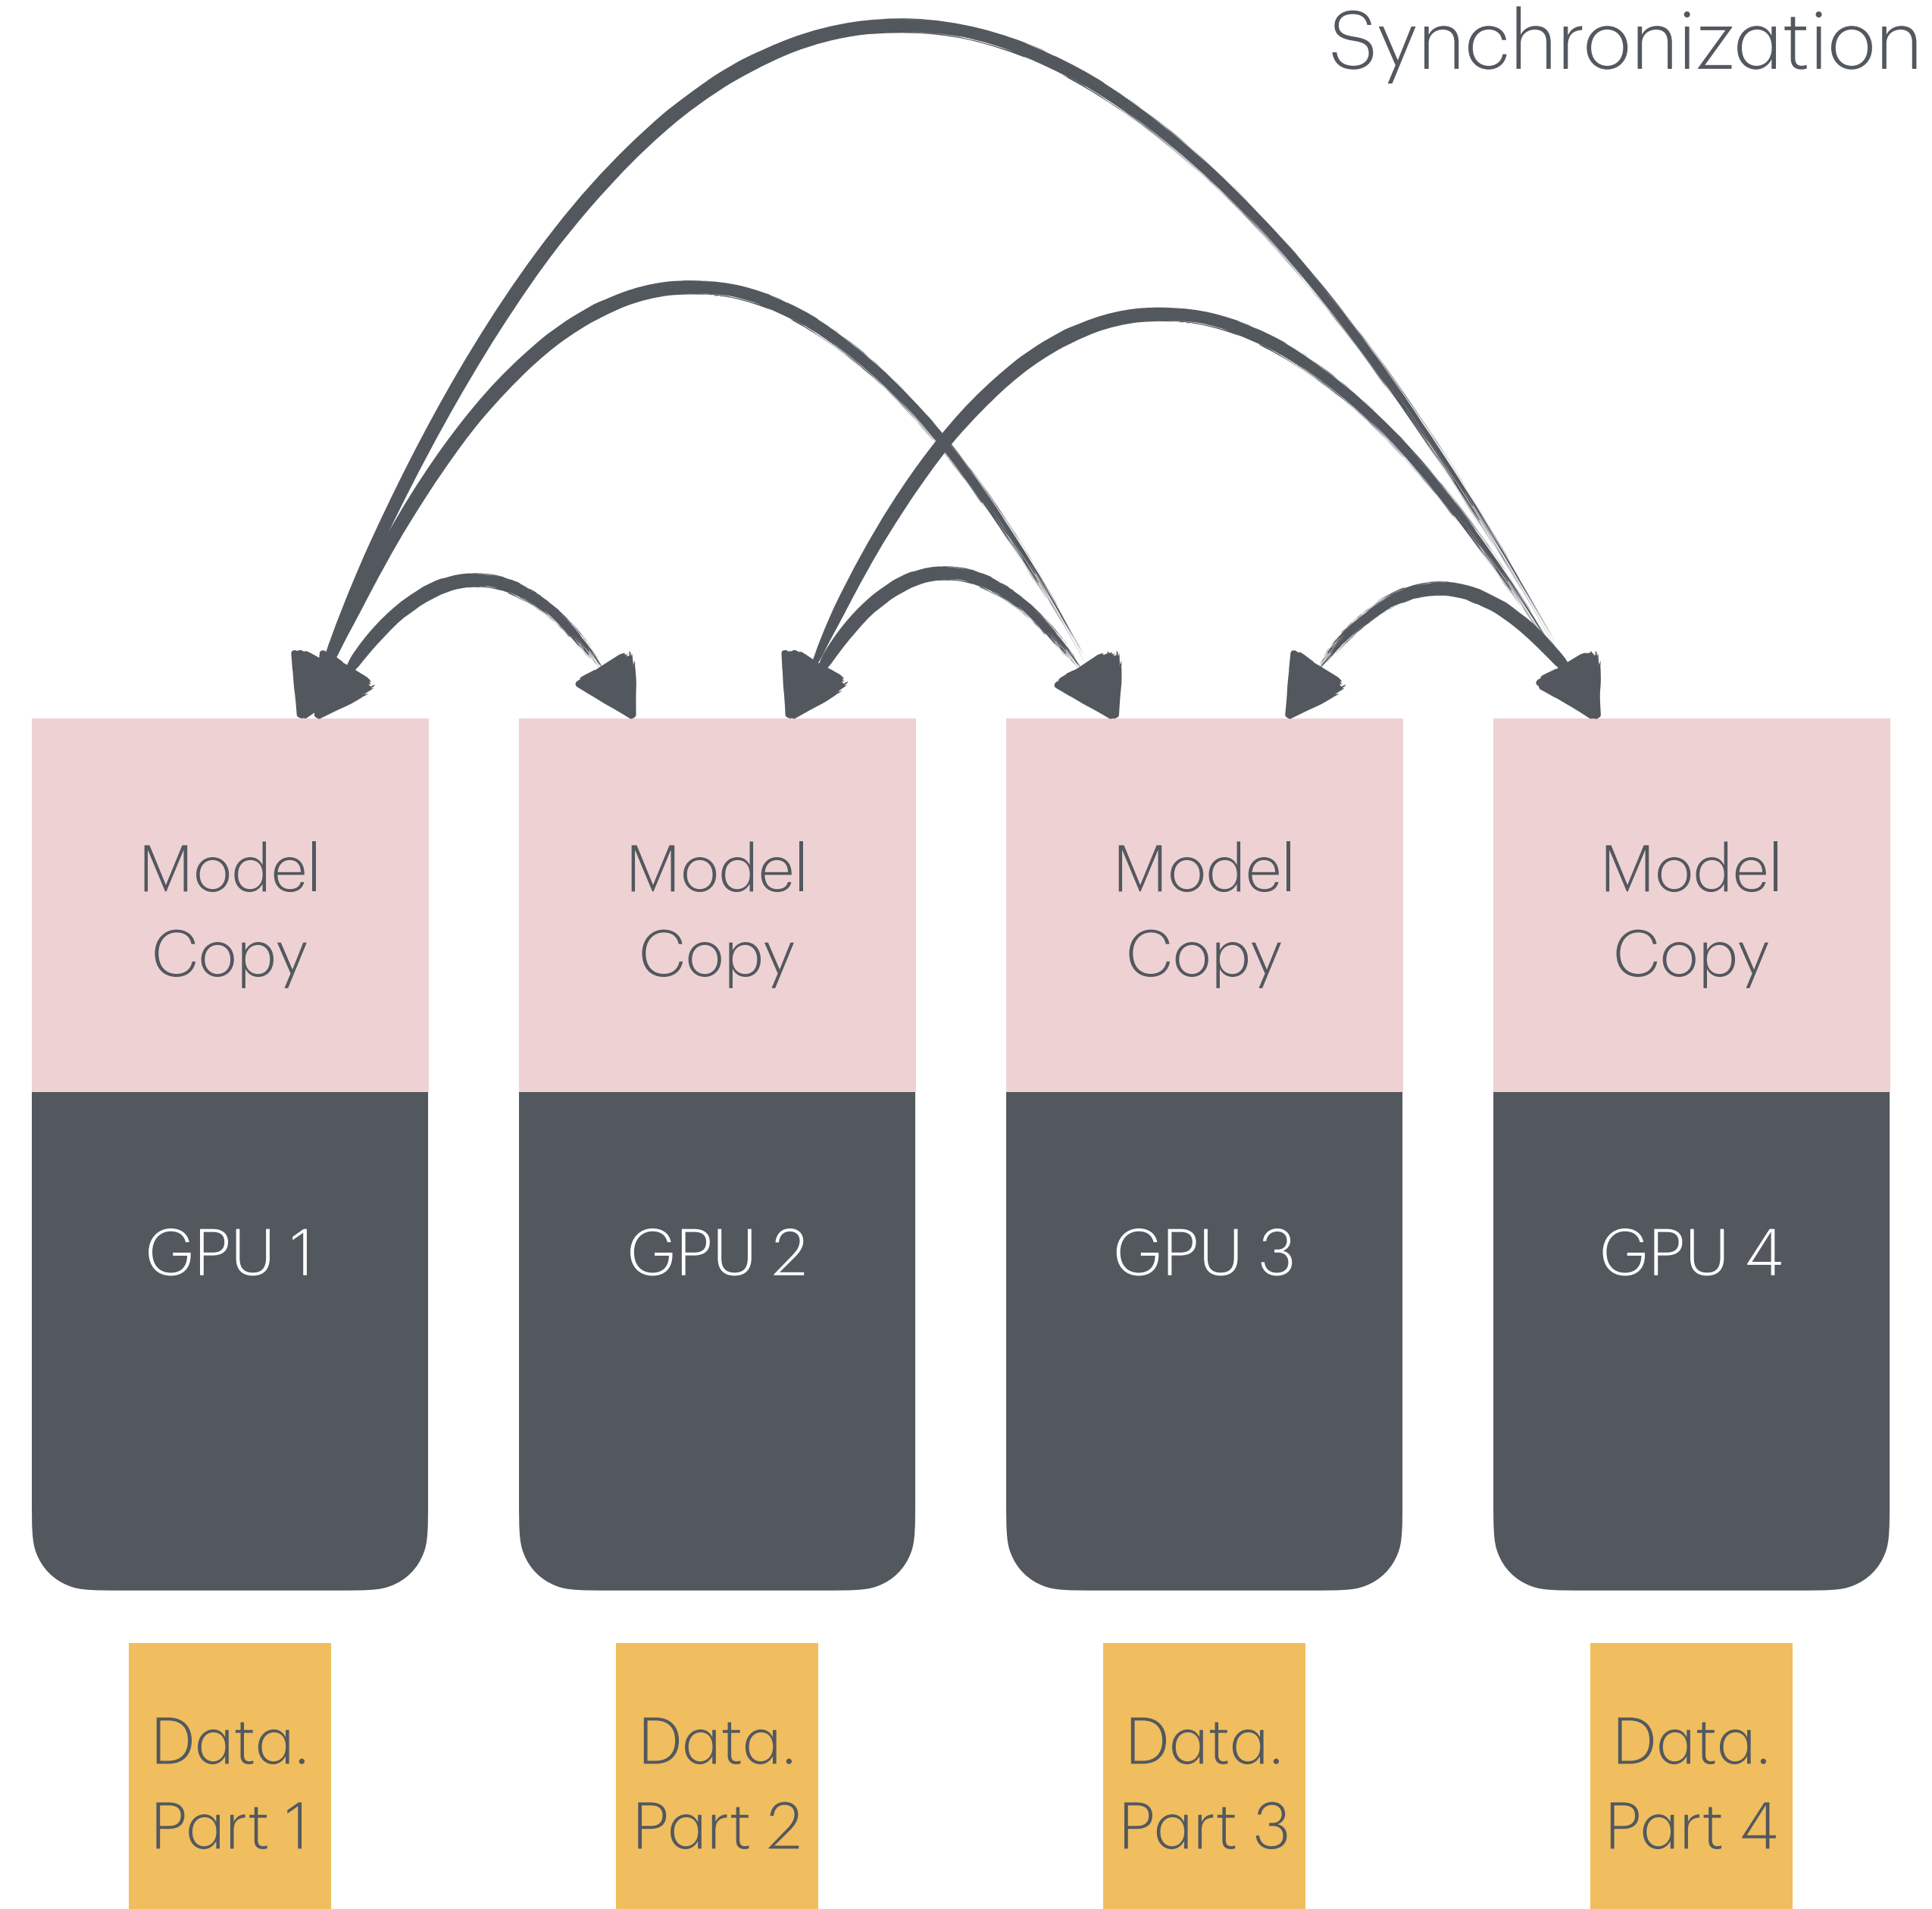 Synchronization
Model
Copy
Model
Copy
Model
Copy
Model
Copy
GPU 1
GPU 2
GPU 3
GPU 4
Data.
Part 1
Data.
Part 2
Data.
Part 3
Data.
Part 4